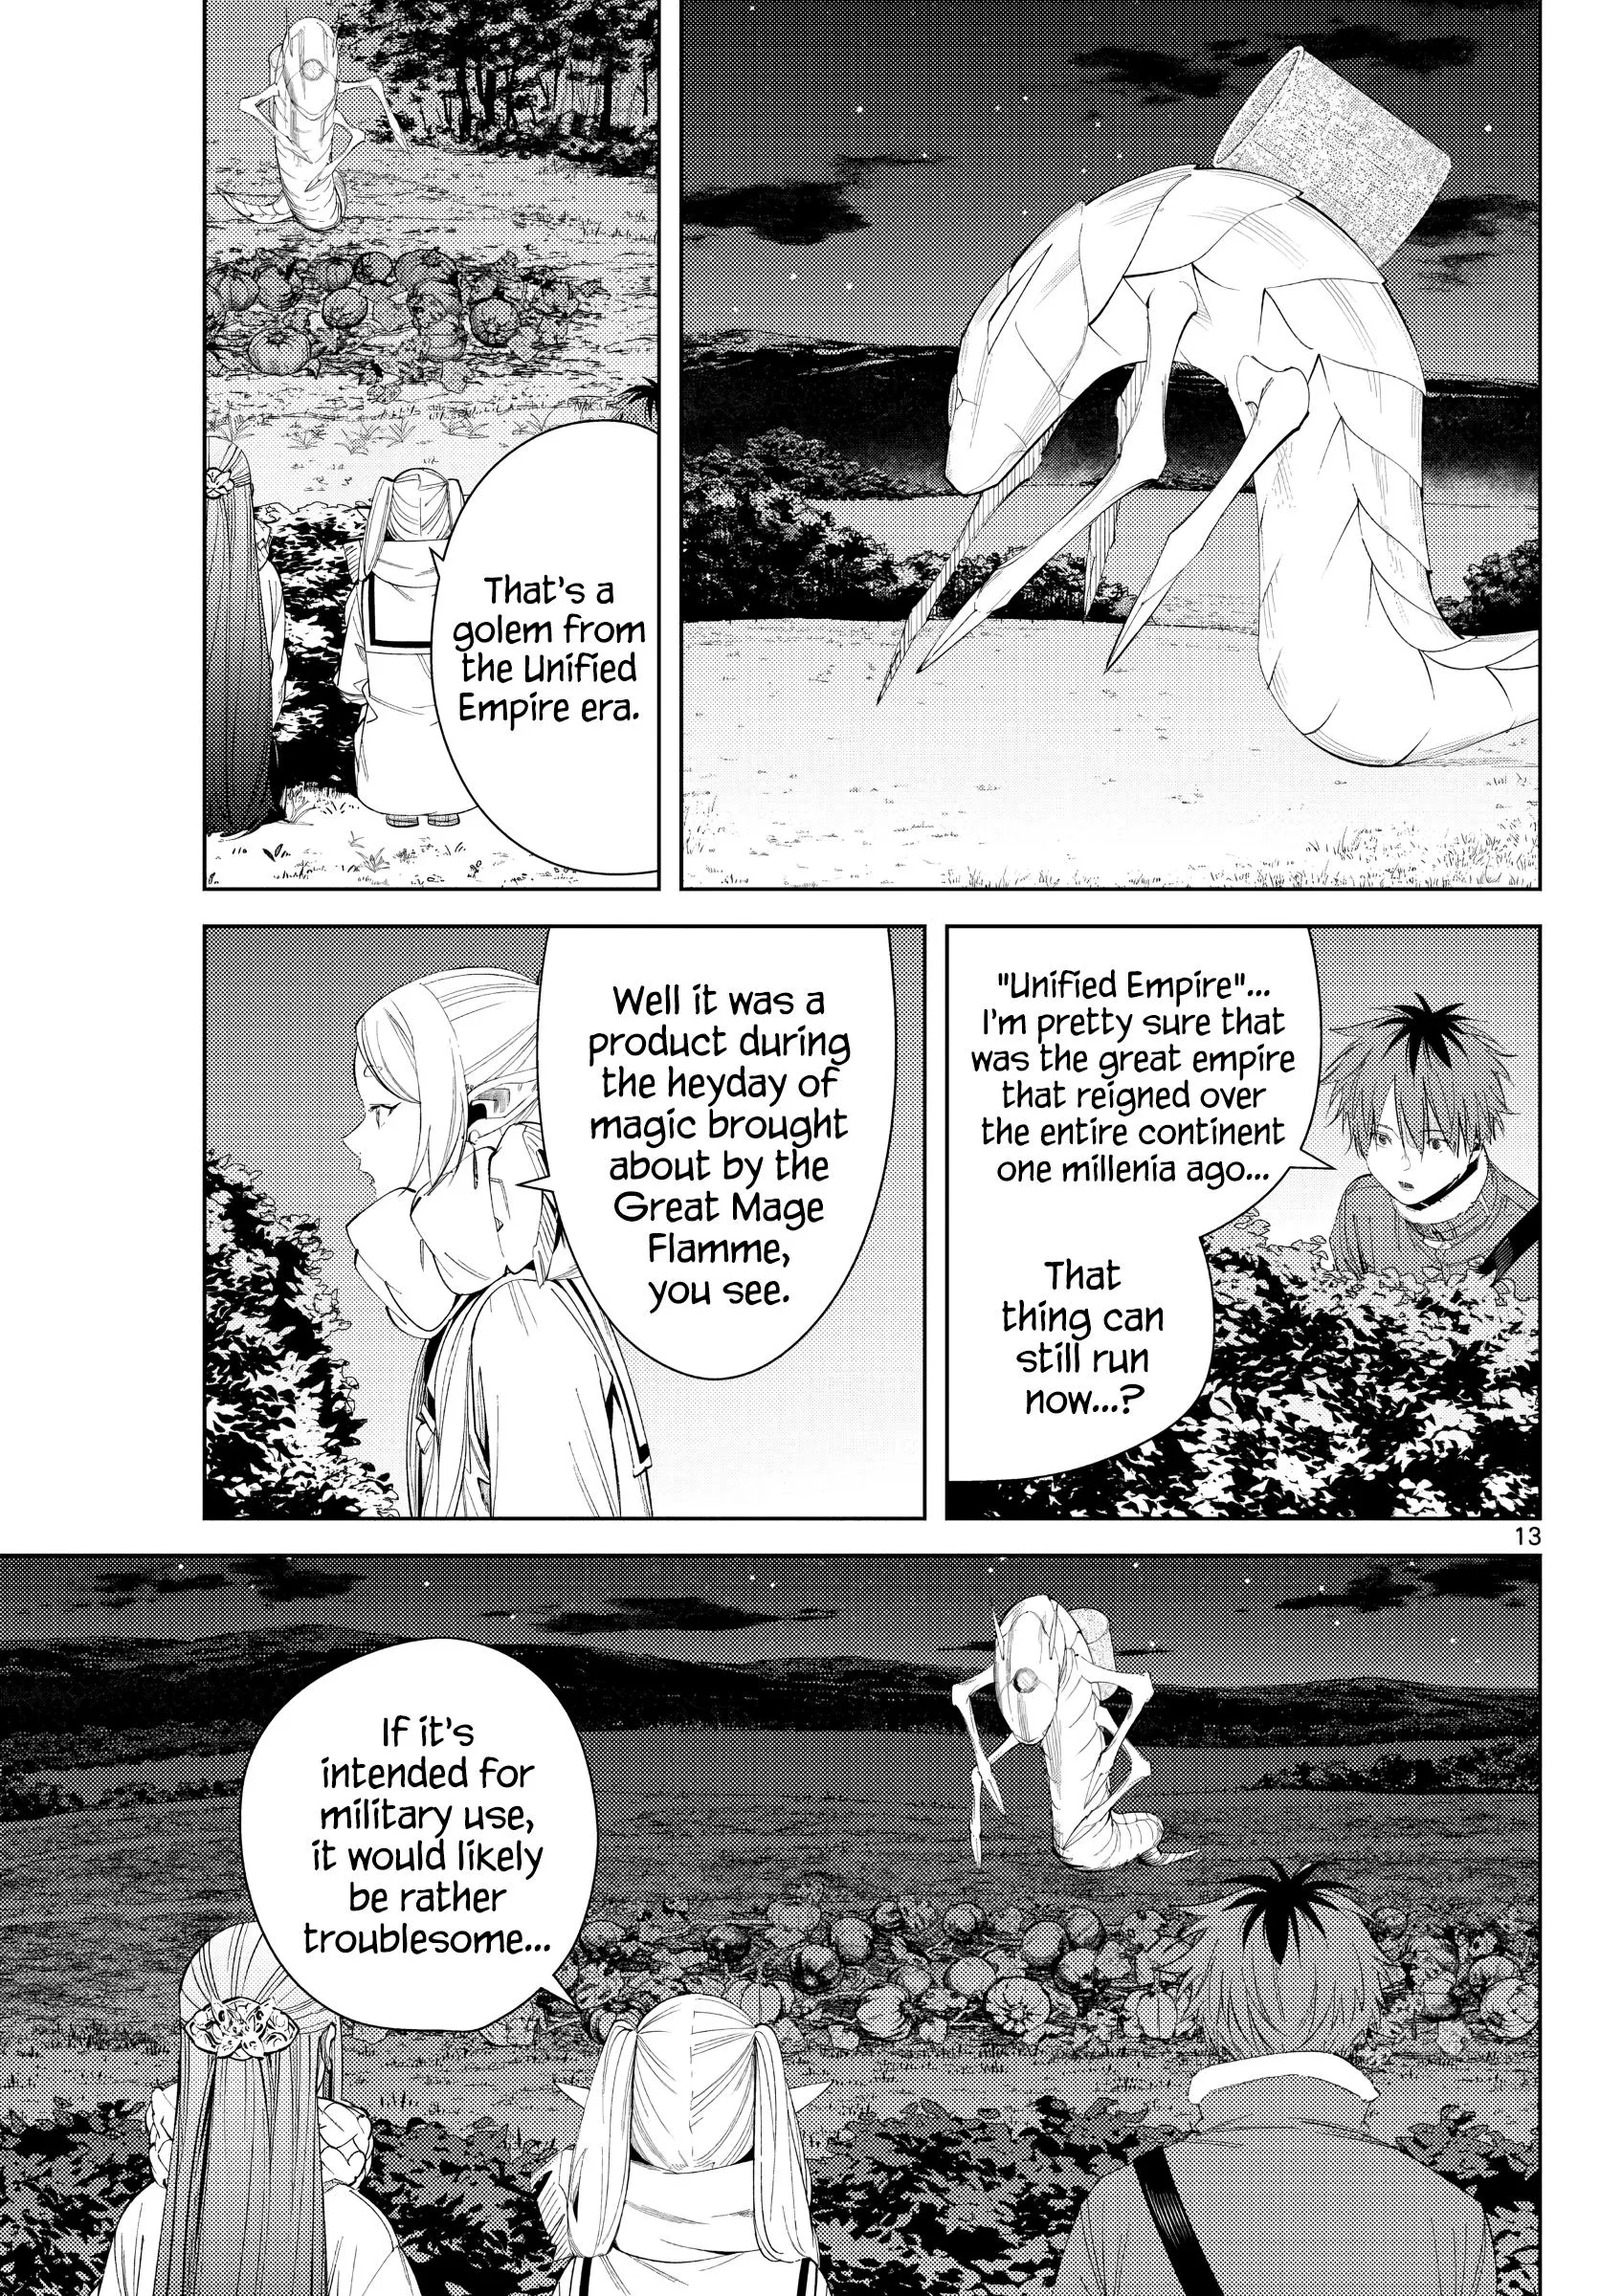 That's a
golem from
the Unified
Empire era.
"Unified Empire"...
I'm pretty sure that
was the great empire
that reigned over
the entire continent
one millenia ago...
That
thing can
still run
now...?
Well it was a
product during
the heyday of
magic brought
about by the
Great Mage
Flamme,
you see.
13
If it's
intended for
military use,
it would likely
be rather
troublesome...